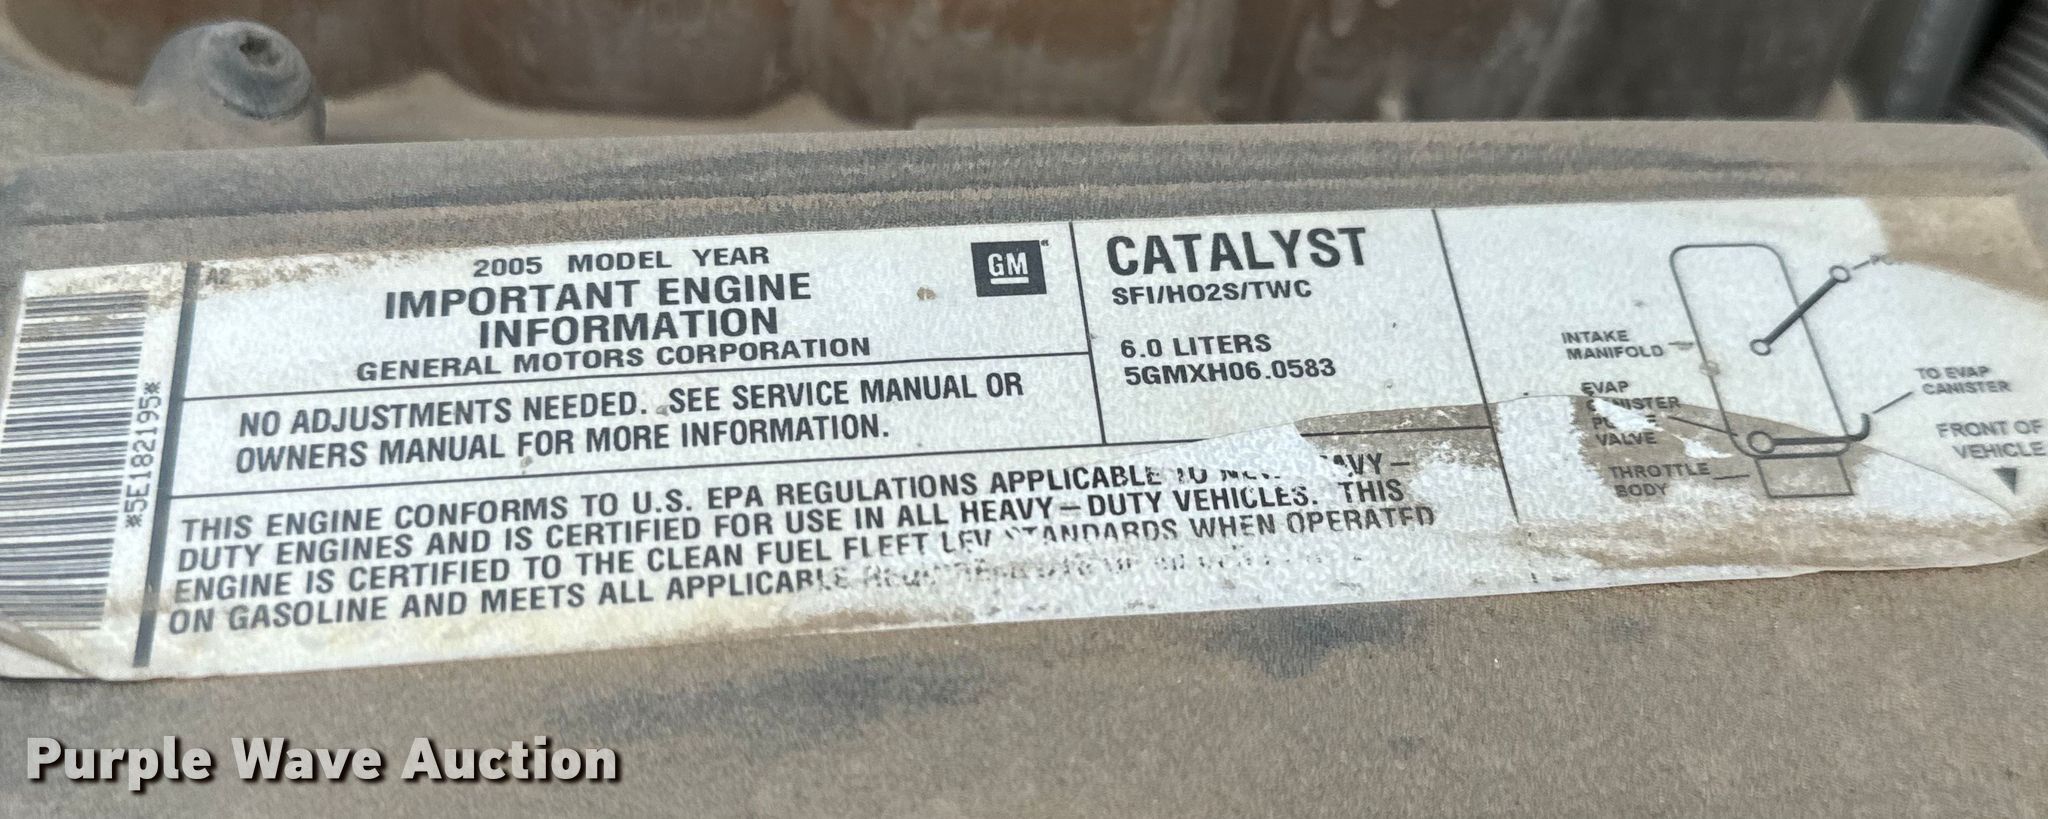 A2
2005 MODEL YEAR
IMPORTANT ENGINE
INFORMATION
GENERAL MOTORS CORPORATION
GM
NO ADJUSTMENTS NEEDED. SEE SERVICE MANUAL OR
OWNERS MANUAL FOR MORE INFORMATION.
THIS ENGINE CONFORMS TO U.S. EPA REGULATIONS APPLICABLE TO
DUTY ENGINES AND IS CERTIFIED FOR USE IN ALL HEAVY-DUTY VEHICLES. THIS
ENGINE IS CERTIFIED TO THE CLEAN FUEL FLEET LEV STANDARDS WHEN OPERATED
ON GASOLINE AND MEETS ALL APPLICABLE
*5E182195*
CATALYST
SFI/HO2S/TWC
6.0 LITERS
5GMXH06.0583
INTAKE
MANIFOLD
EVAP
CANISTER
VALVE
THROTTLE
BODY
TO EVAP
CANISTER
FRONT OF
VEHICLE
Purple Wave Auction